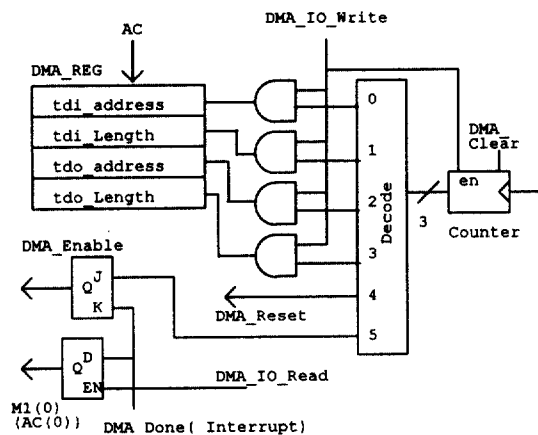 DMA_IO_Write
AC
DMA_REG
tdi_address
tdi_Length
tdo_address
tdo_Length
0
1
2
3
4
5
Decode
DMA_
Clear
en
3
Counter
DMA_Enable
Q J
K
DMA_Reset
Q D
EN
DMA_IO_Read
M1(0)
(AC(0))
DMA Done( Interrupt)